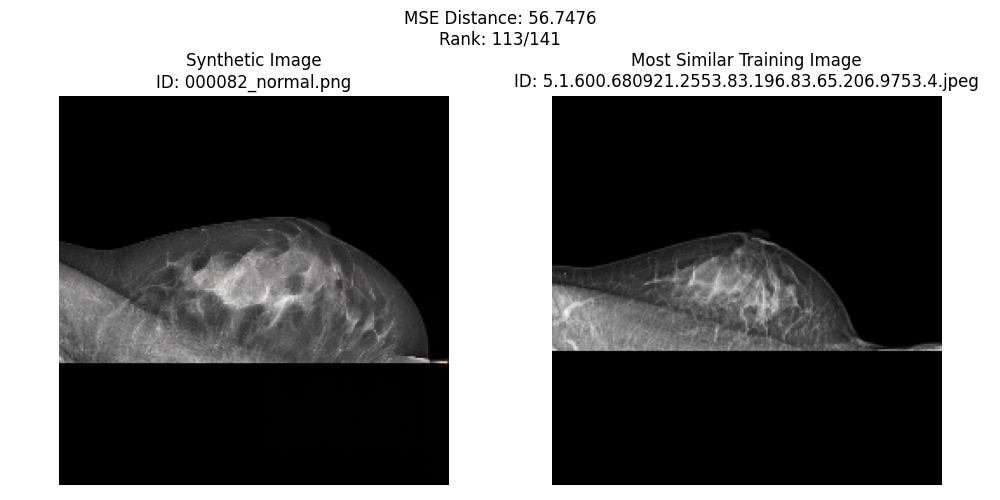 MSE Distance: 56.7476
Rank: 113/141
Synthetic Image
ID: 000082_normal.png
Most Similar Training Image
ID: 5.1.600.680921.2553.83.196.83.65.206.9753.4.jpeg